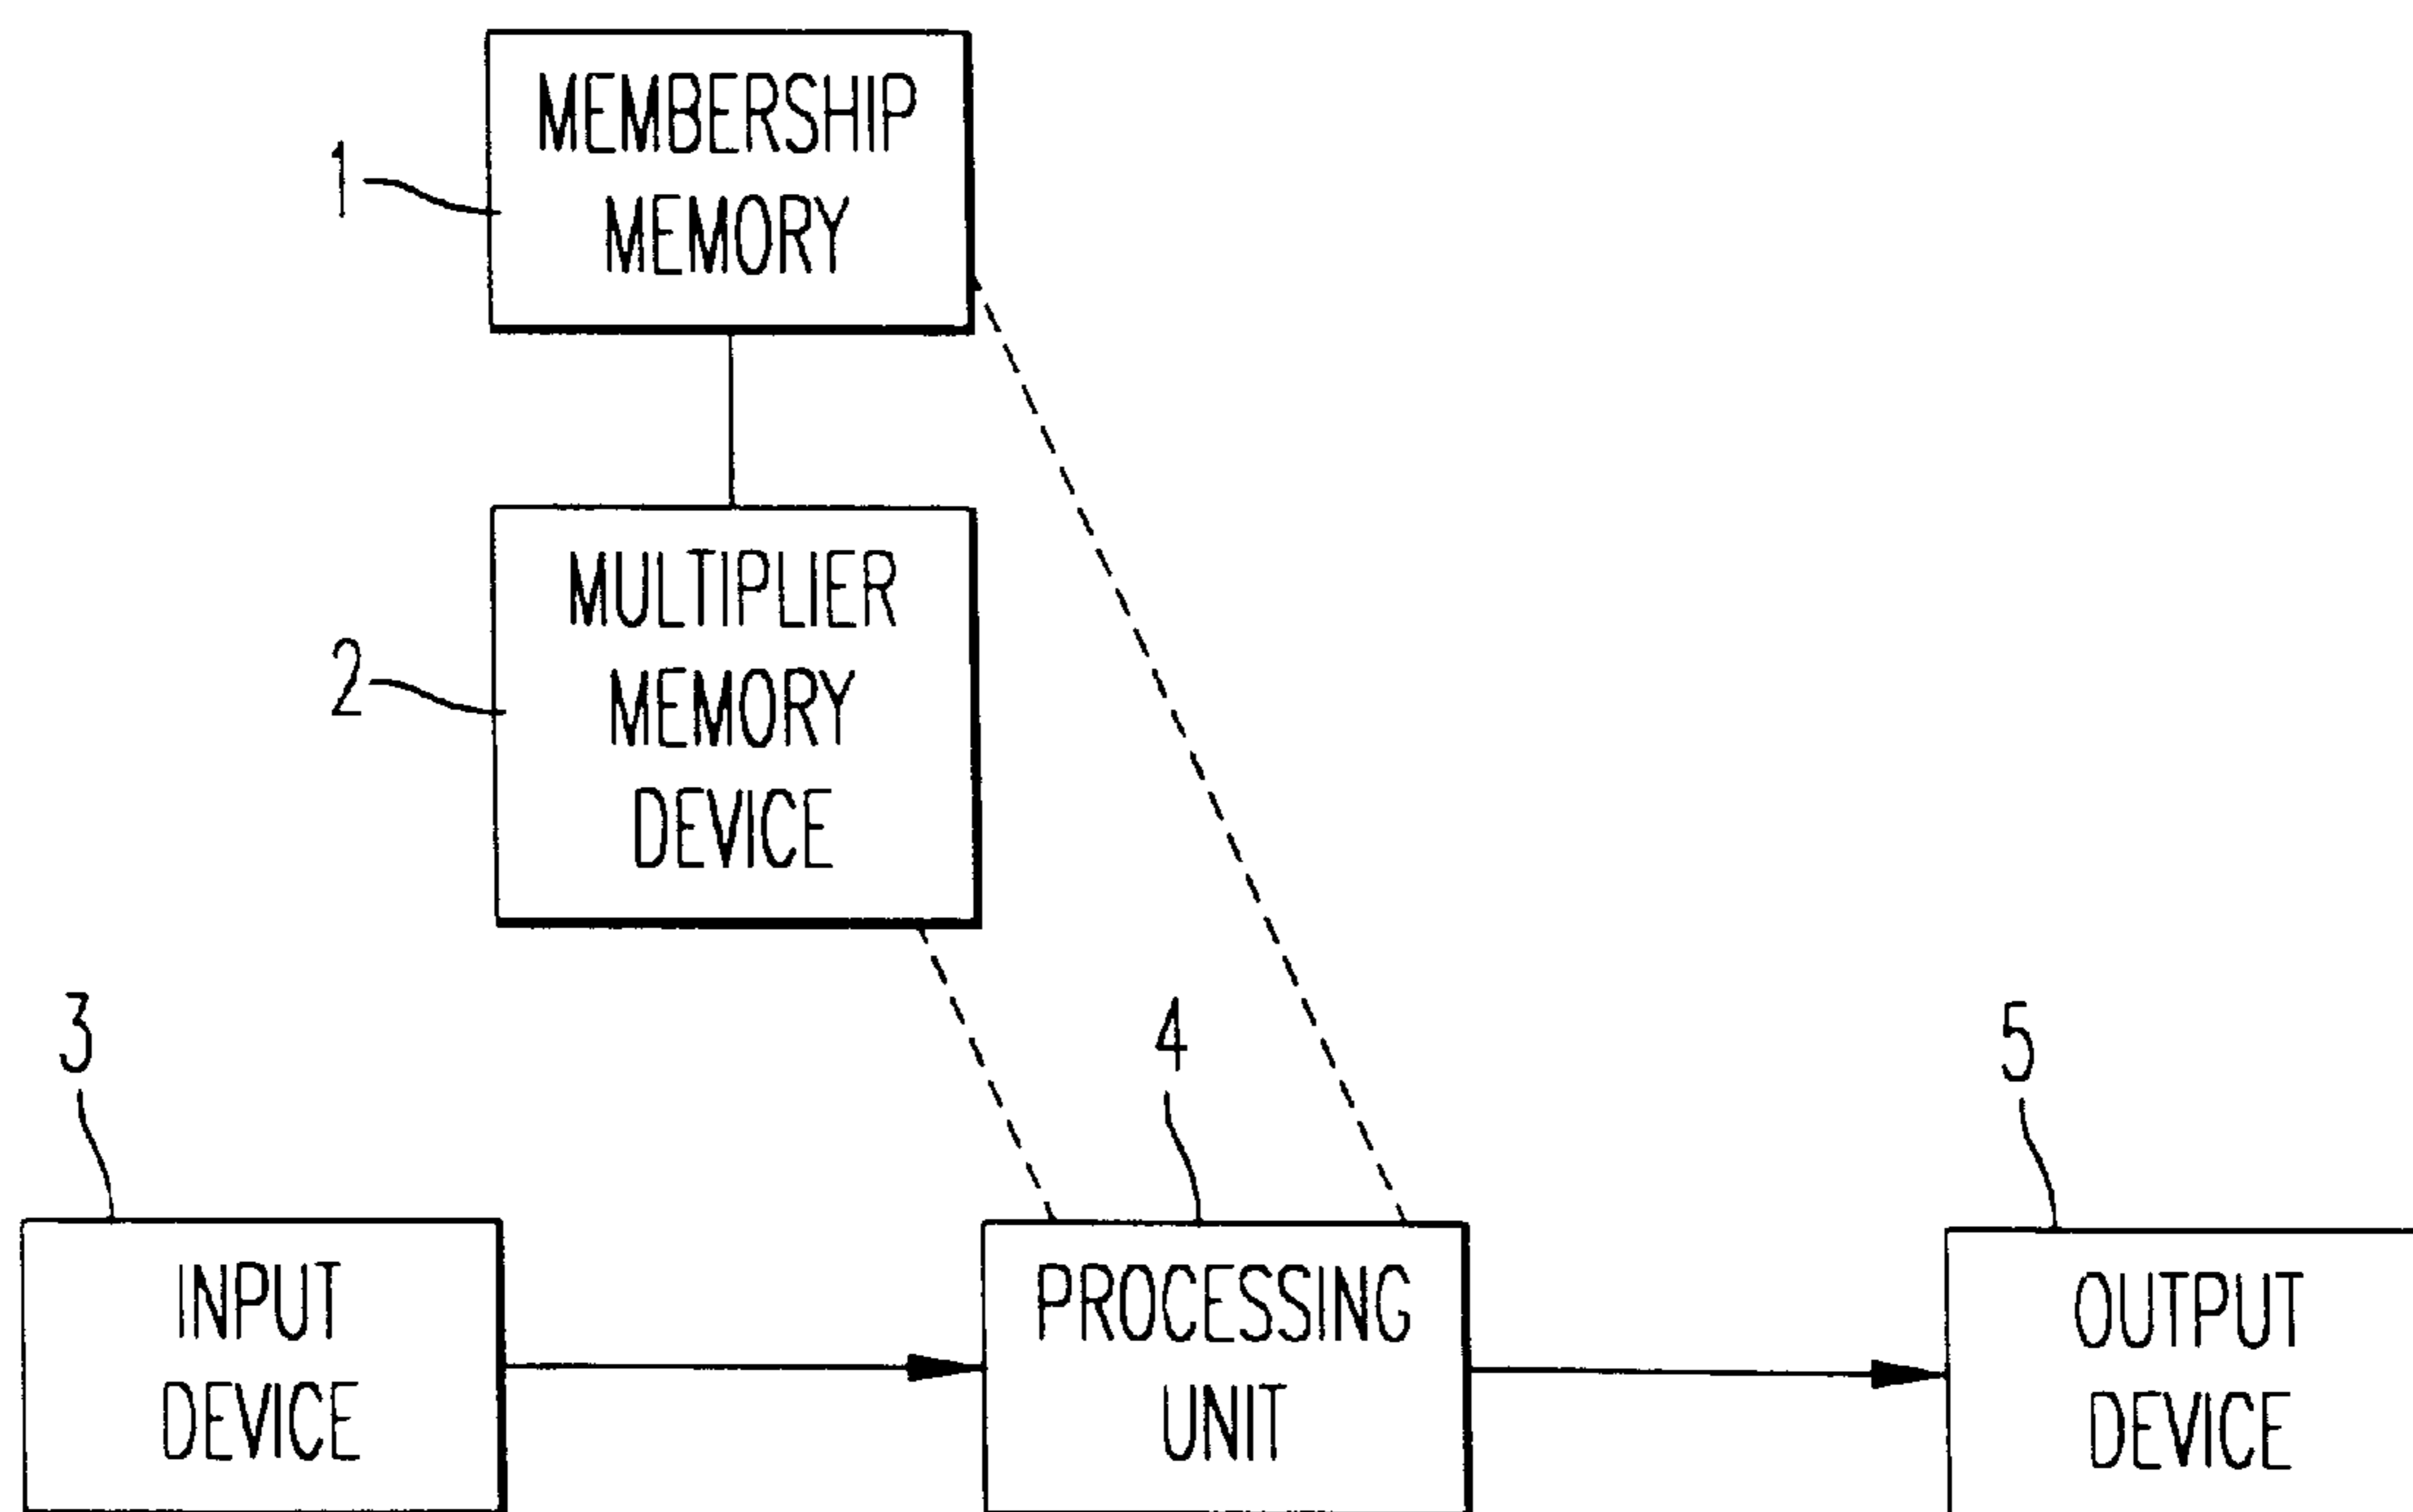 MEMBERSHIP
MEMORY
1
MULTIPLIER
MEMORY
DEVICE
2
3
4
5
INPUT
DEVICE
PROCESSING
UNIT
OUTPUT
DEVICE